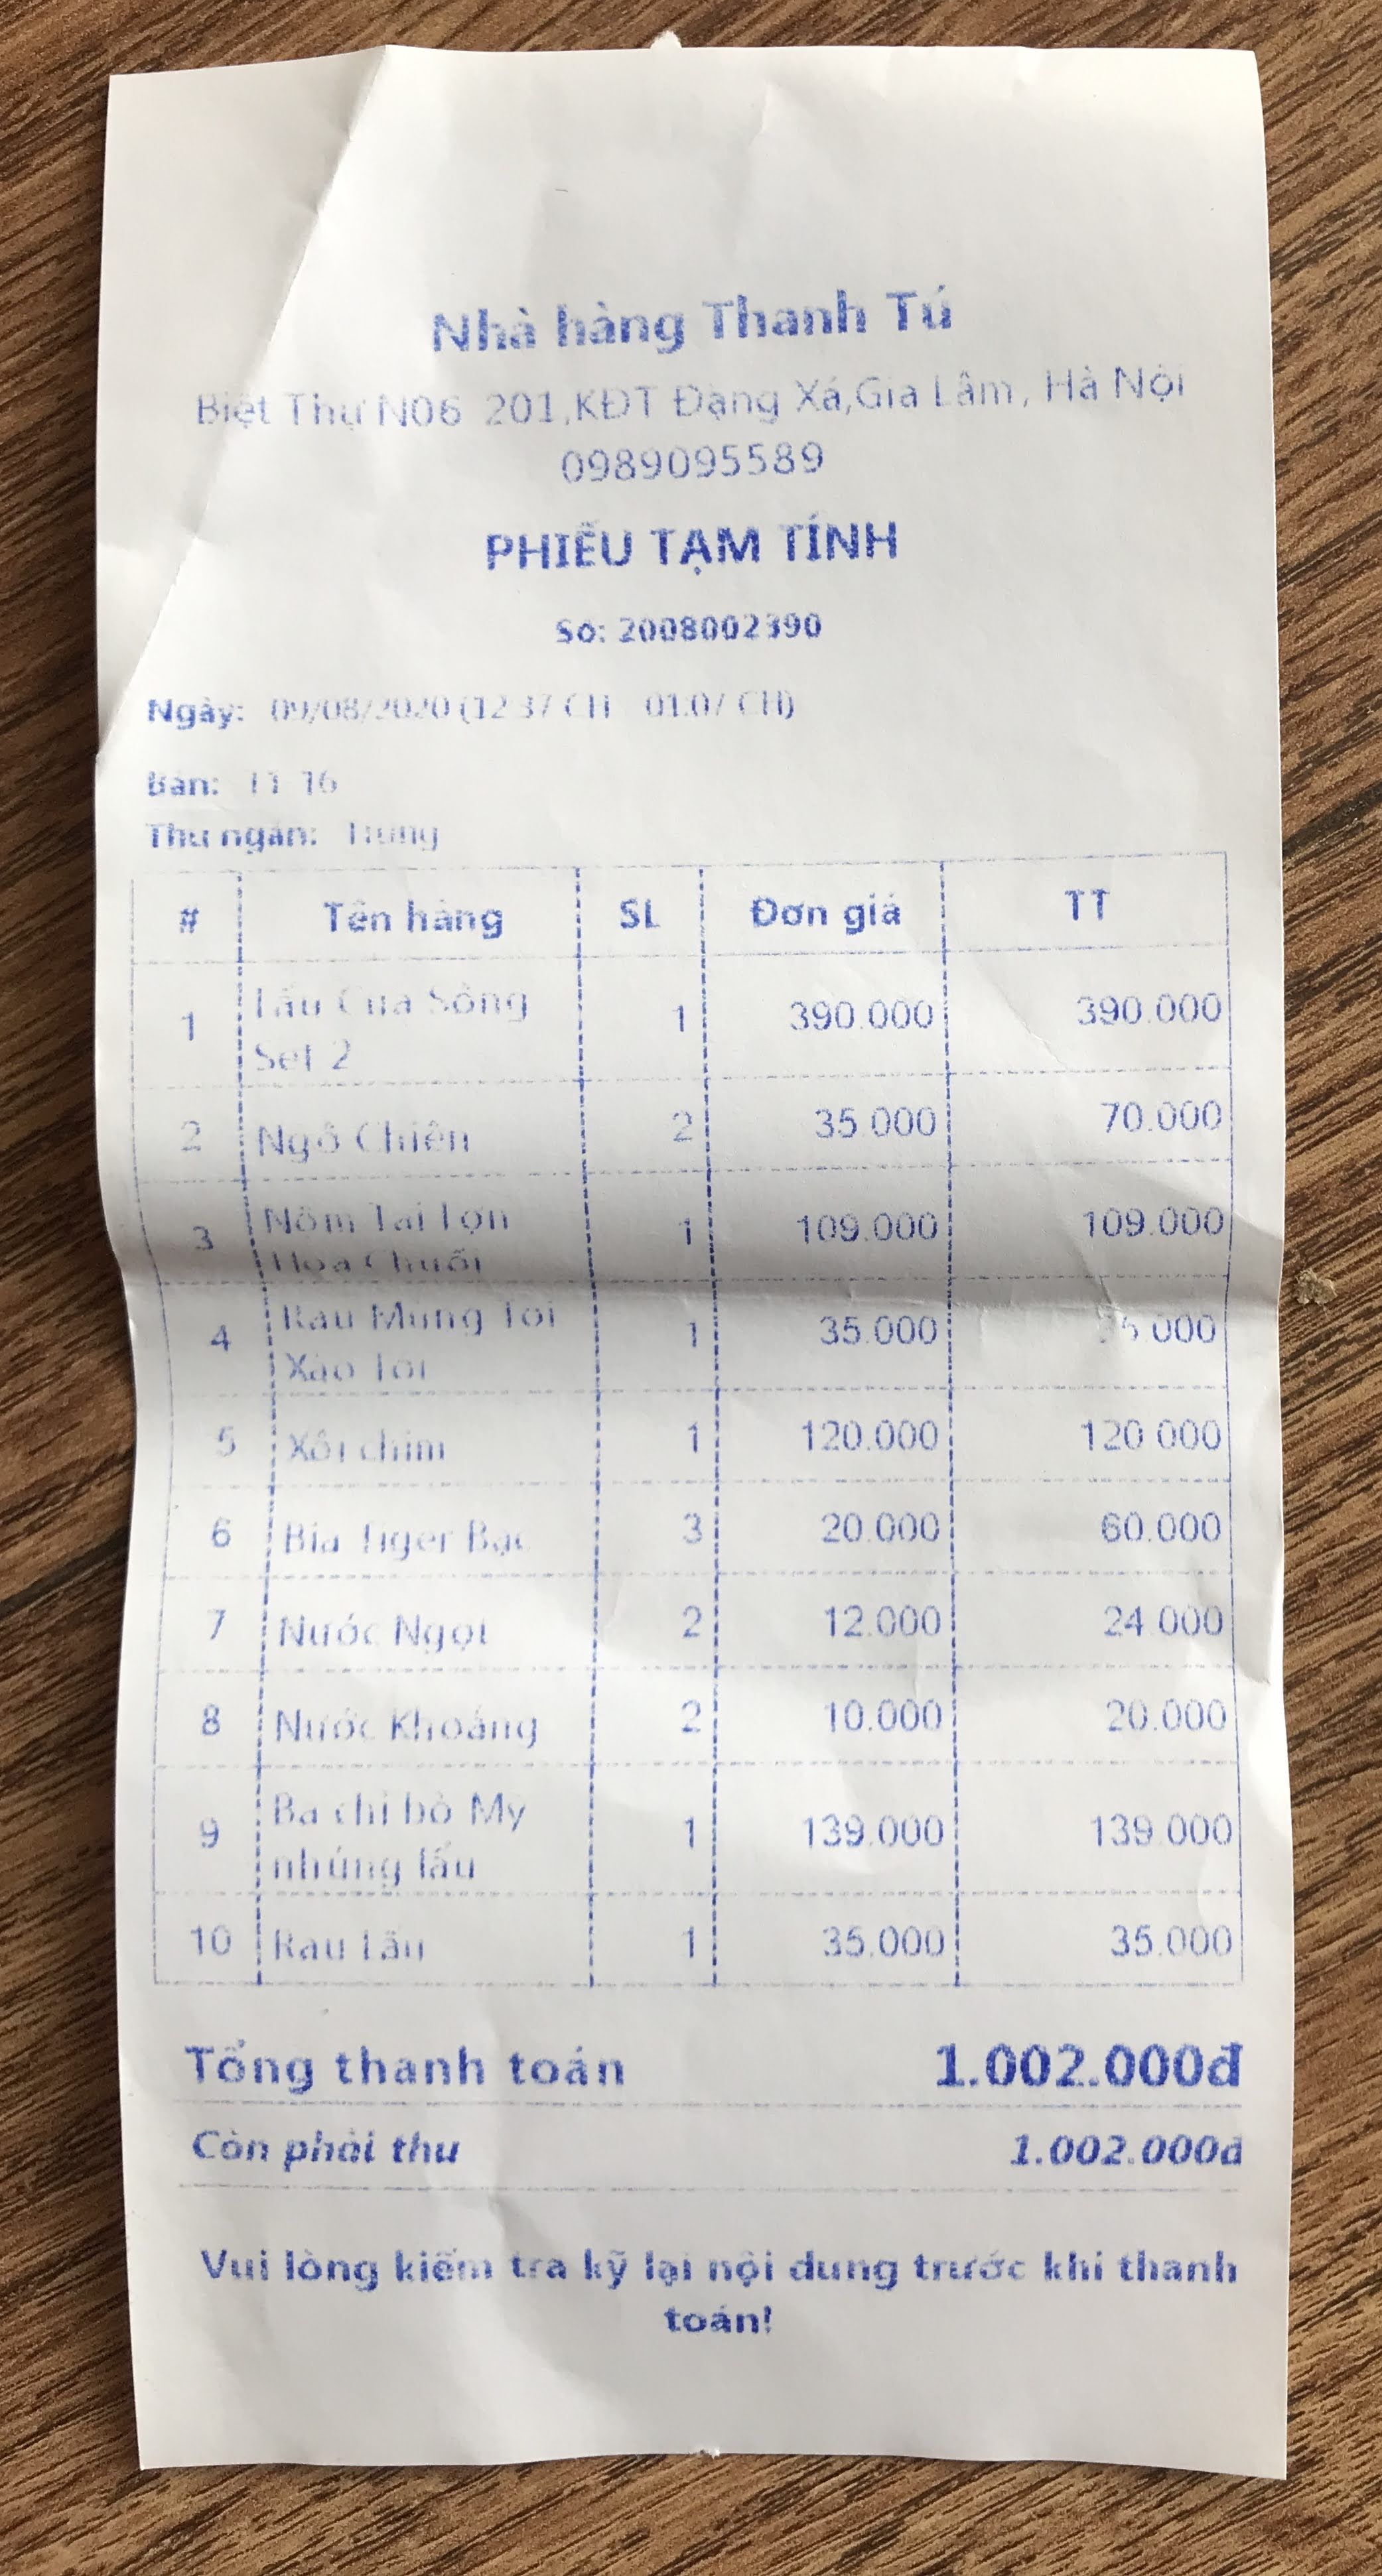 Nhà hàng Thanh Tú
Biệt Thự N06 201,KĐT Đặng Xá,Gia Lâm, Hà Nội
0989095589
PHIẾU TẠM TÍNH
Số: 2008002390
Ngày: 09/08/2020 (12:37 CH - 01:07 CH)
Bàn: T1-16
Thu ngân: Trung
# Tên hàng SL Đơn giá TT
1 Lẩu Cua Sông 1 390.000 390.000
Set 2
2 Ngô Chiên 2 35.000 70.000
3 Nộm Tai Lợn 1 109.000 109.000
Hoa Chuối
4 Rau Mùng Tơi 1 35.000 35.000
Xào Tỏi
5 Xôi chim 1 120.000 120.000
6 Bia Tiger Bạc 3 20.000 60.000
7 Nước Ngọt 2 12.000 24.000
8 Nước Khoáng 2 10.000 20.000
9 Ba chỉ bò Mỹ 1 139.000 139.000
nhúng lẩu
10 Rau Lẩu 1 35.000 35.000
Tổng thanh toán 1.002.000đ
Còn phải thu 1.002.000đ
Vui lòng kiểm tra kỹ lại nội dung trước khi thanh
toán!